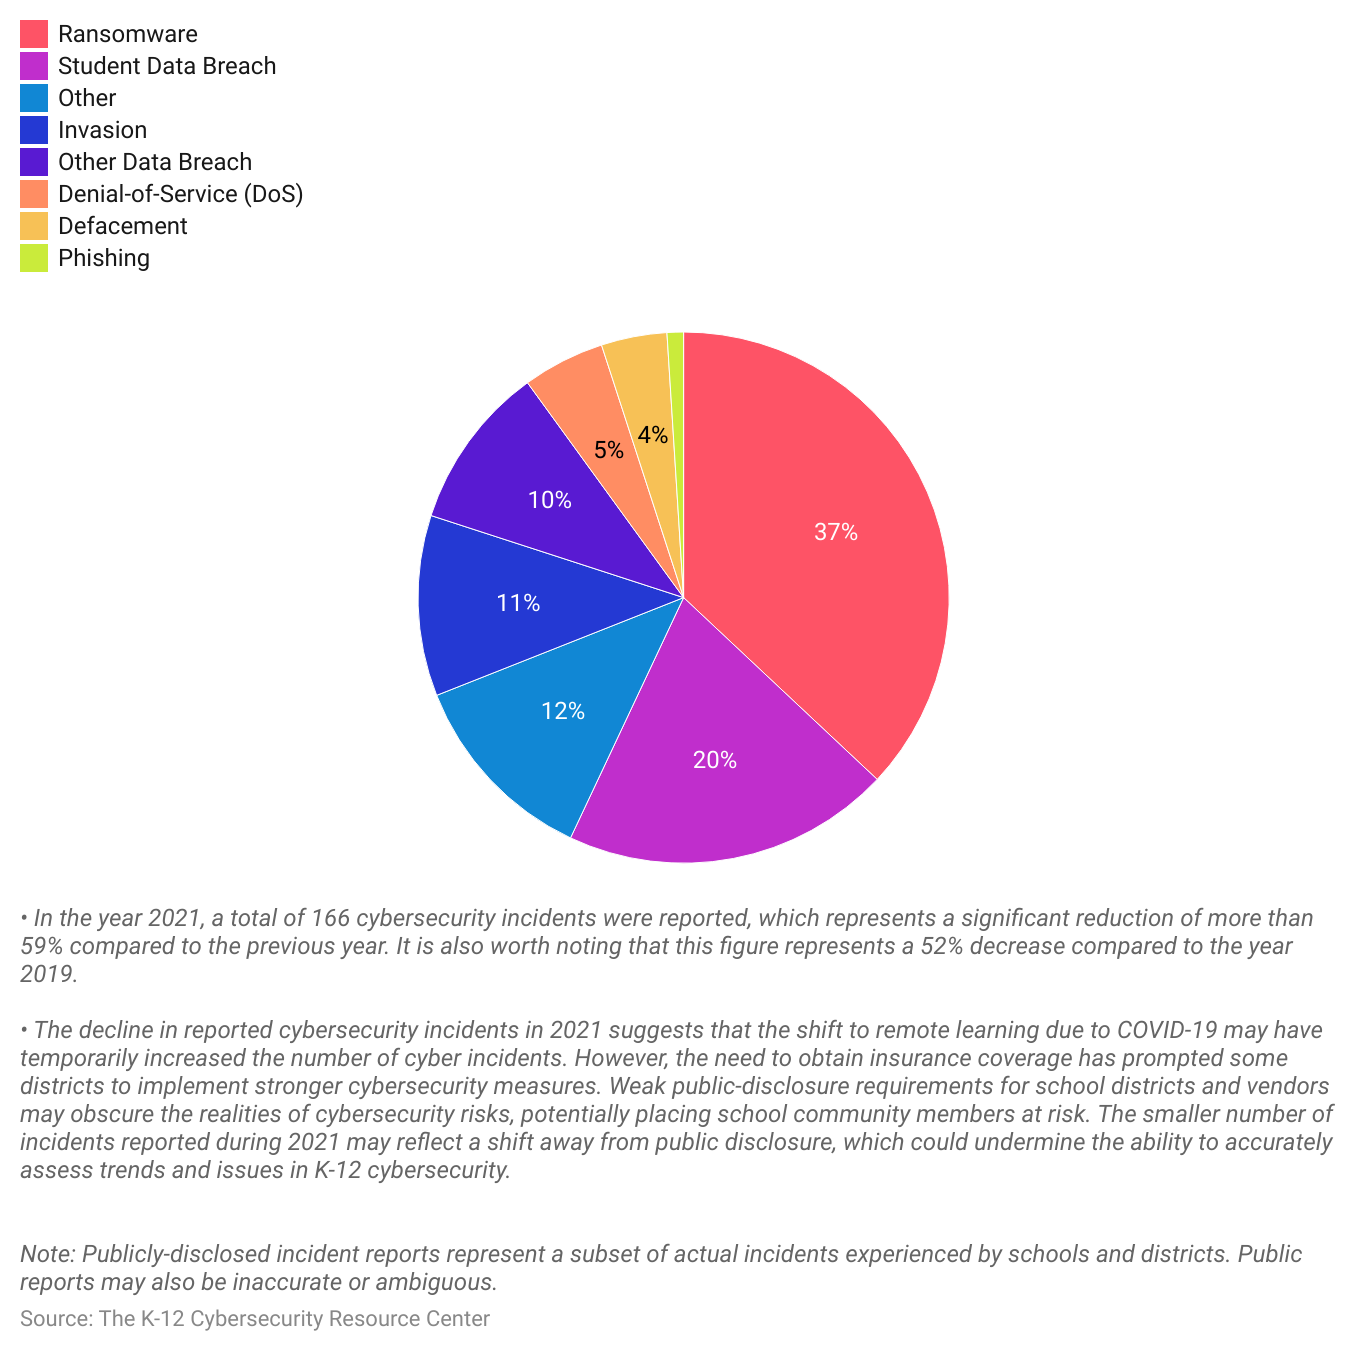 Ransomware
Student Data Breach
Other
Invasion
Other Data Breach
Denial-of-Service (DoS)
Defacement
Phishing
4%
5%
10%
37%
11%
12%
20%
• In the year 2021, a total of 166 cybersecurity incidents were reported, which represents a significant reduction of more than
59% compared to the previous year. It is also worth noting that this figure represents a 52% decrease compared to the year
2019.
• The decline in reported cybersecurity incidents in 2021 suggests that the shift to remote learning due to COVID-19 may have
temporarily increased the number of cyber incidents. However, the need to obtain insurance coverage has prompted some
districts to implement stronger cybersecurity measures. Weak public-disclosure requirements for school districts and vendors
may obscure the realities of cybersecurity risks, potentially placing school community members at risk. The smaller number of
incidents reported during 2021 may reflect a shift away from public disclosure, which could undermine the ability to accurately
assess trends and issues in K-12 cybersecurity.
Note: Publicly-disclosed incident reports represent a subset of actual incidents experienced by schools and districts. Public
reports may also be inaccurate or ambiguous.
Source: The K-12 Cybersecurity Resource Center